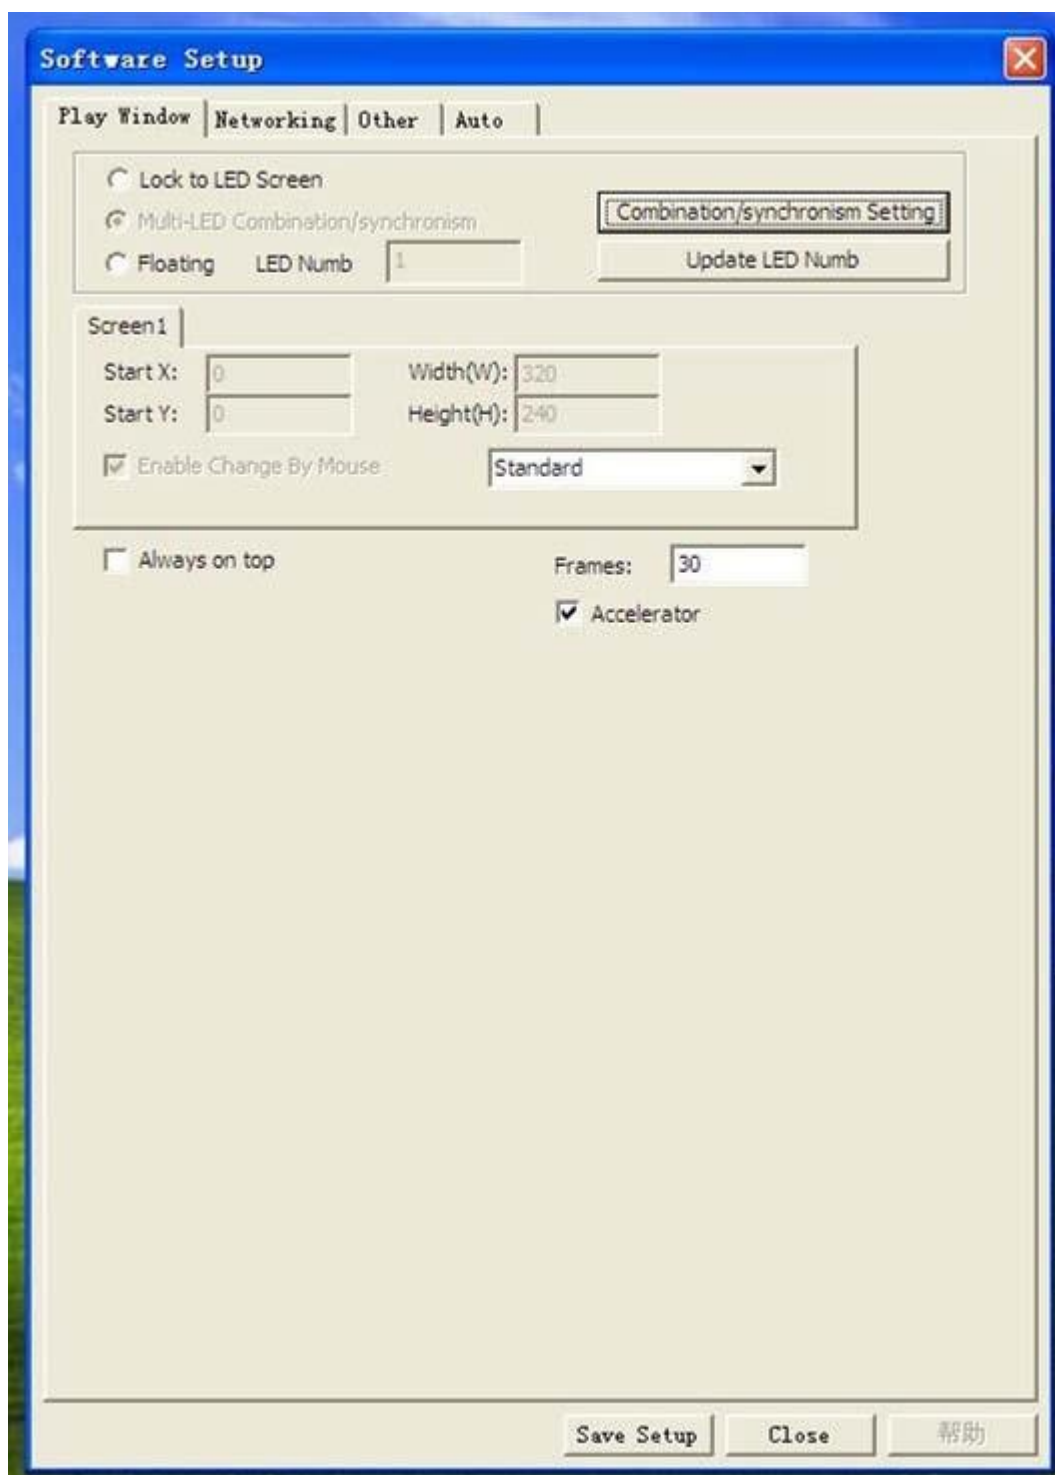 Software Setup
Play Window Networking Other Auto
Lock to LED Screen
Multi-LED Combination/synchronism
Combination/synchronism Setting
Floating LED Numb 1
Update LED Numb
Screen1
Start X: 0 Width(W): 320
Start Y: 0 Height(H): 240
Enable Change By Mouse Standard
Always on top Frames: 30
Accelerator
Save Setup Close 帮助